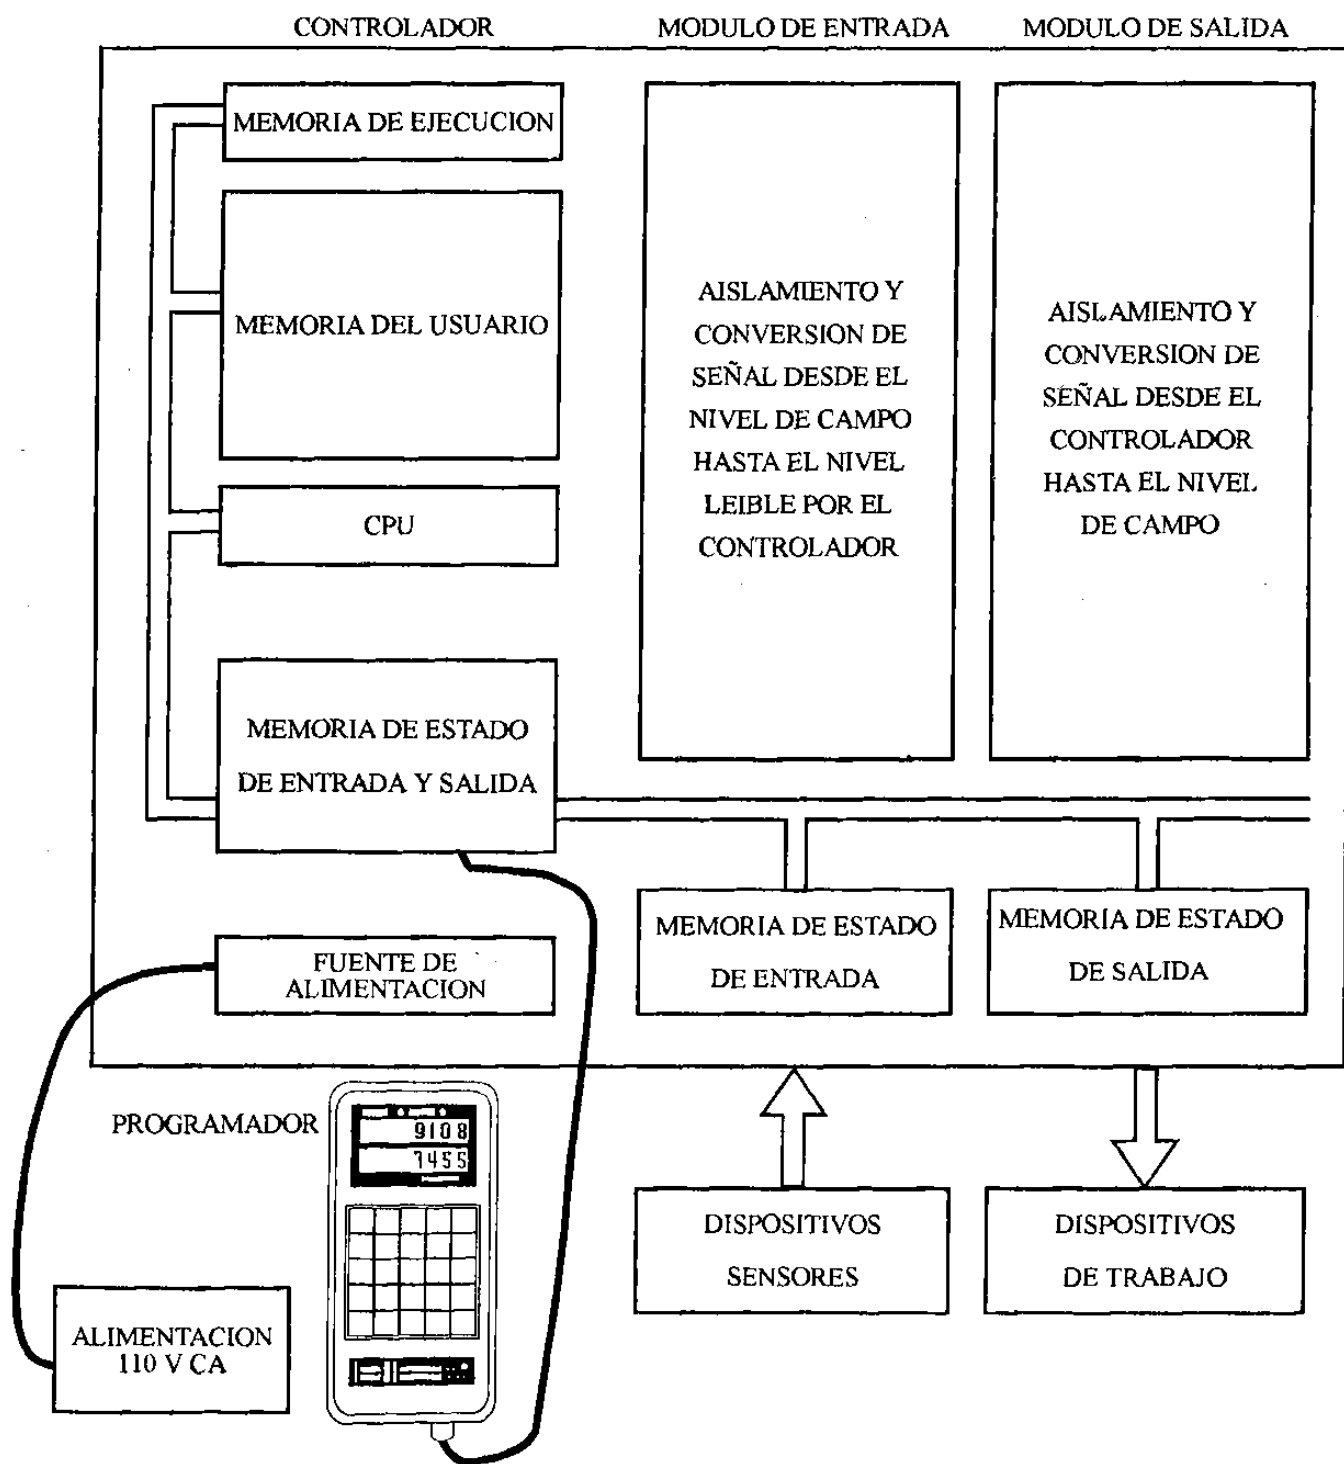 CONTROLADOR
MODULO DE ENTRADA
MODULO DE SALIDA
MEMORIA DE EJECUCION
MEMORIA DEL USUARIO
CPU
MEMORIA DE ESTADO
DE ENTRADA Y SALIDA
FUENTE DE
ALIMENTACION
AISLAMIENTO Y
CONVERSION DE
SEÑAL DESDE EL
NIVEL DE CAMPO
HASTA EL NIVEL
LEIBLE POR EL
CONTROLADOR
AISLAMIENTO Y
CONVERSION DE
SEÑAL DESDE EL
CONTROLADOR
HASTA EL NIVEL
DE CAMPO
MEMORIA DE ESTADO
DE ENTRADA
MEMORIA DE ESTADO
DE SALIDA
PROGRAMADOR
9108
7455
DISPOSITIVOS
SENSORES
DISPOSITIVOS
DE TRABAJO
ALIMENTACION
110 V CA